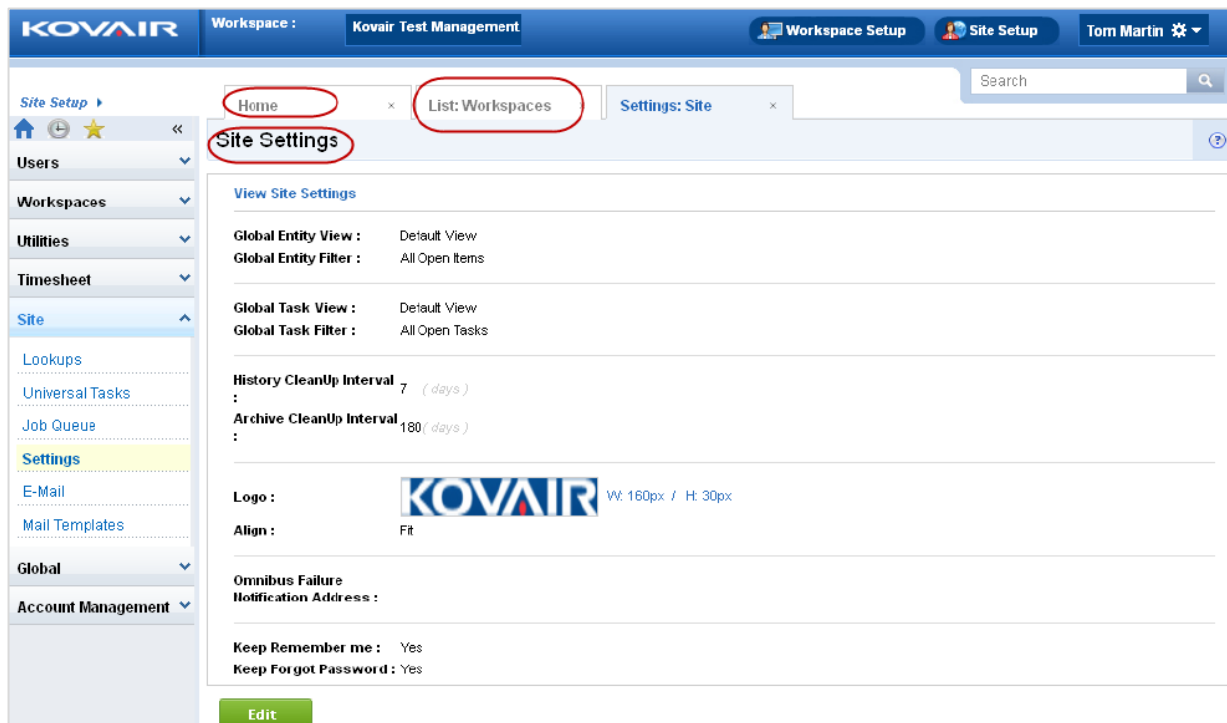 KOVAIR
Workspace :
Kovair Test Management
Workspace Setup
Site Setup
Tom Martin
Search
Site Setup
Home
List: Workspaces
Settings: Site
Site Settings
Users
Workspaces
Utilities
Timesheet
Site
Lookups
Universal Tasks
Job Queue
Settings
E-Mail
Mail Templates
Global
Account Management
View Site Settings
Global Entity View : Default View
Global Entity Filter : All Open Items
Global Task View : Default View
Global Task Filter : All Open Tasks
History CleanUp Interval : 7 ( days )
Archive CleanUp Interval : 180 ( days )
Logo : KOVAIR W: 160px / H: 30px
Align : Fit
Omnibus Failure
Notification Address :
Keep Remember me : Yes
Keep Forgot Password : Yes
Edit